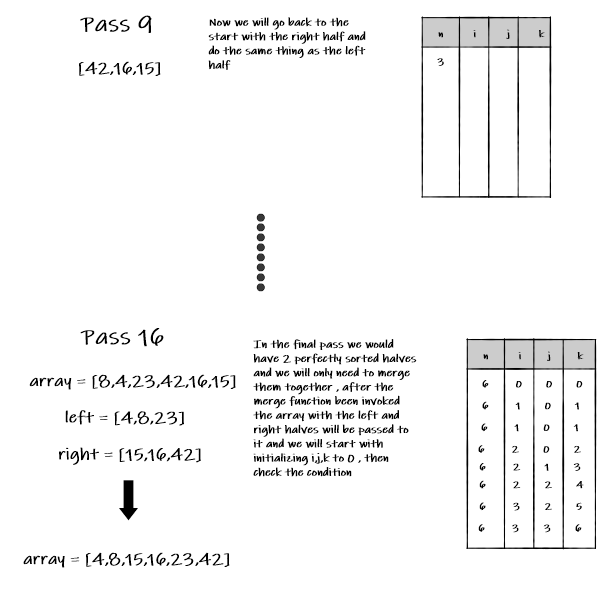 Pass 9
[42,16,15]
Now we will go back to the
start with the right half and
do the same thing as the left
half
n i j k
3
Pass 16
array = [8,4,23,42,16,15]
left = [4,8,23]
right = [15,16,42]
array = [4,8,15,16,23,42]
In the final pass we would
have 2 perfectly sorted halves
and we will only need to merge
them together , after the
merge function been invoked
the array with the left and
right halves will be passed to
it and we will start with
initializing i,j,k to 0 , then
check the condition
n i j k
6 0 0 0
6 1 0 1
6 1 0 1
6 2 0 2
6 2 1 3
6 2 2 4
6 3 2 5
6 3 3 6